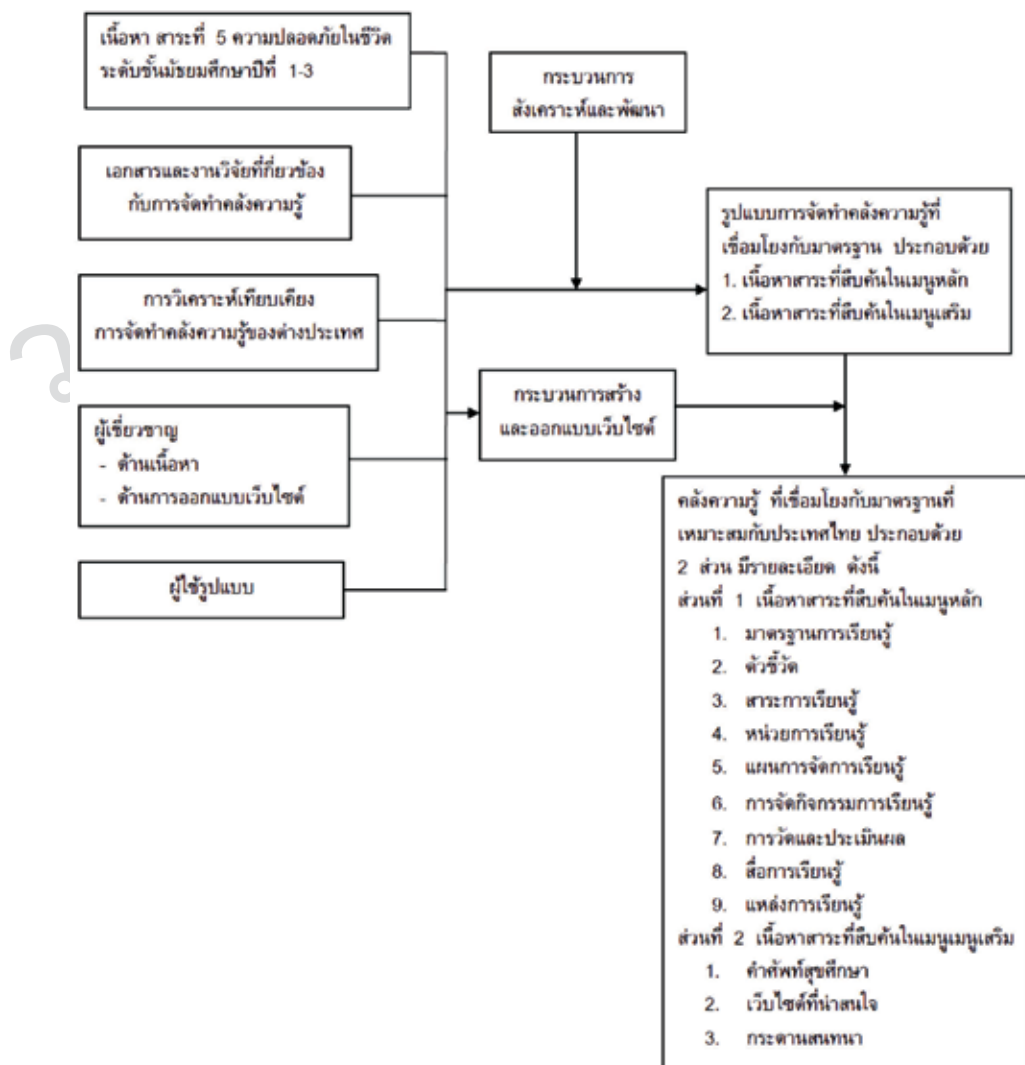 เนื้อหา สาระที่ 5 ความปลอดภัยในชีวิต
ระดับชั้นมัธยมศึกษาปีที่ 1-3
กระบวนการ
สังเคราะห์และพัฒนา
เอกสารและงานวิจัยที่กี่ยวข้อง
กับการจัดทำคลังความรู้
รูปแบบการจัดทำคลังความรู้ที่
เชื่อมโยงกับมาตรฐาน ประกอบด้วย
1. เนื้อหาสาระที่สืบค้นในเมนูหลัก
2. เนื้อหาสาระที่สืบค้นในเมนูเสริม
การวิเคราะห์เทียบเคียง
การจัดทำคลังความรู้ของต่างประเทศ
กระบวนการสร้าง
และออกแบบเว็บไซต์
ผู้เชี่ยวชาญ
- ด้านเนื้อหา
- ด้านการออกแบบเว็บไซต์
ผู้ใช้รูปแบบ
คลังความรู้ ที่เชื่อมโยงกับมาตรฐานที่
เหมาะสมกับประเทศไทย ประกอบด้วย
2 ส่วน มีรายละเอียด ดังนี้
ส่วนที่ 1 เนื้อหาสาระที่สืบค้นในเมนูหลัก
1. มาตรฐานการเรียนรู้
2. ตัวชี้วัด
3. สาระการเรียนรู้
4. หน่วยการเรียนรู้
5. แผนการจัดการเรียนรู้
6. การจัดกิจกรรมการเรียนรู้
7. การวัดและประเมินผล
8. สื่อการเรียนรู้
9. แหล่งการเรียนรู้
ส่วนที่ 2 เนื้อหาสาระที่สืบค้นในเมนูเมนูเสริม
1. คำศัพท์สุขศึกษา
2. เว็บไซต์ที่น่าสนใจ
3. กระดานสนทนา